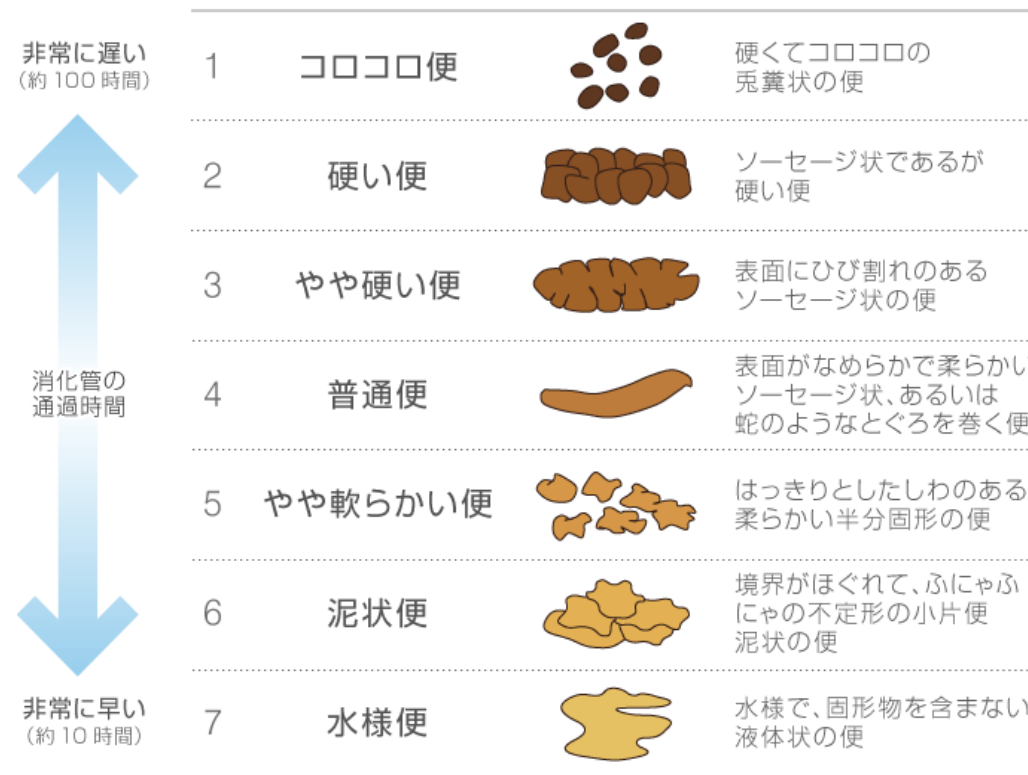 非常に遅い
（約100時間）
消化管の
通過時間
非常に早い
（約10時間）
1
コロコロ便
硬くてコロコロの
兎糞状の便
2
硬い便
ソーセージ状であるが
硬い便
3
やや硬い便
表面にひび割れのある
ソーセージ状の便
4
普通便
表面がなめらかで柔らかい
ソーセージ状、あるいは
蛇のようなとぐろを巻く便
5
やや軟らかい便
はっきりとしたしわのある
柔らかい半分固形の便
6
泥状便
境界がほぐれて、ふにゃふ
にゃの不定形の小片便
泥状の便
7
水様便
水様で、固形物を含まない
液体状の便